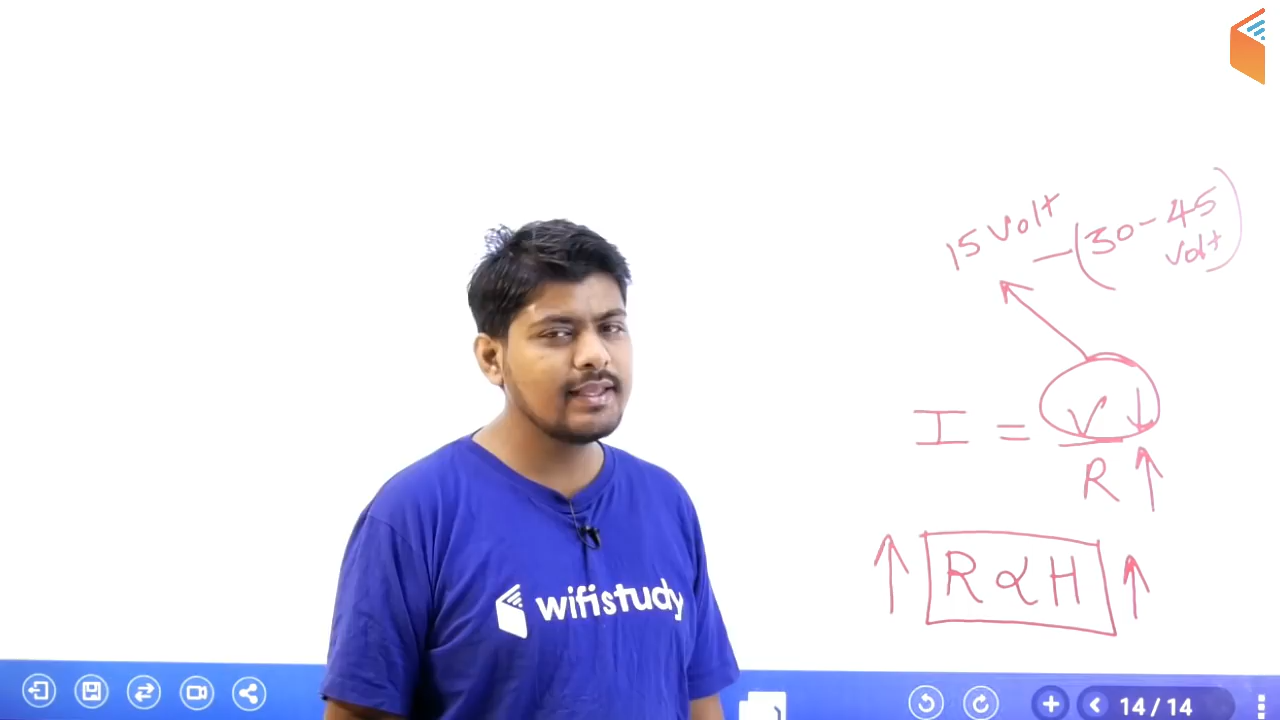 15 Volt – (30 – 45
Volt)
I = V ↓
R ↑
↑ R ∝ H ↑
wifistudy
14 / 14